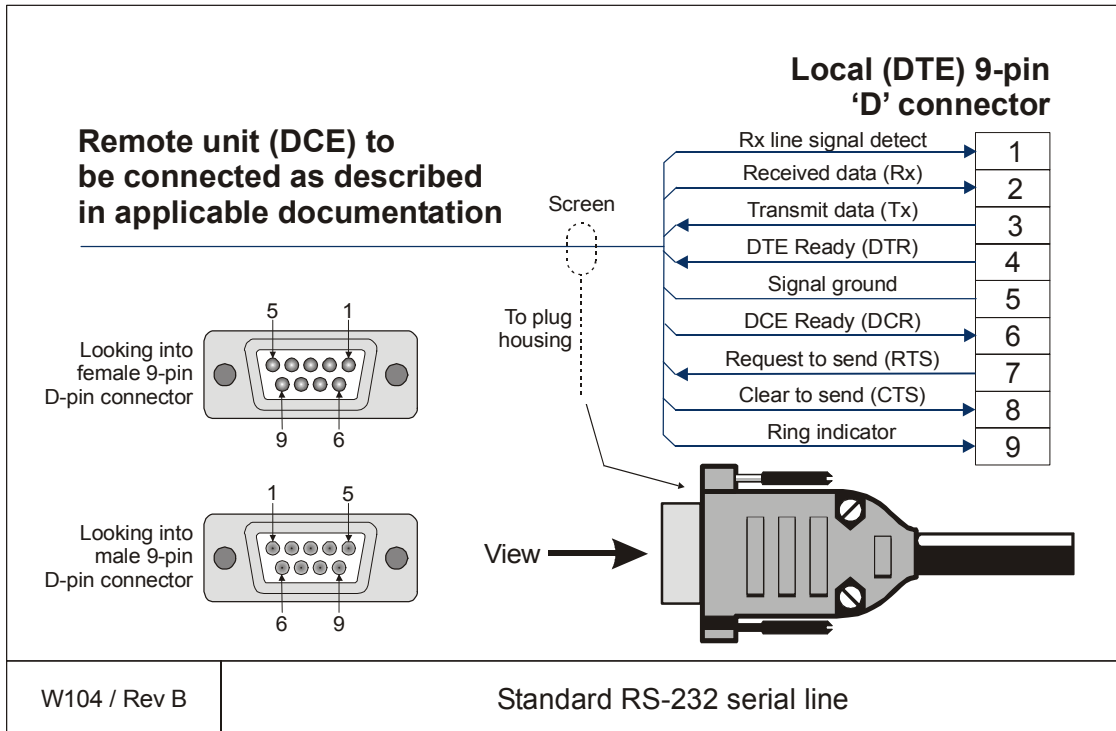 Local (DTE) 9-pin
‘D’ connector
Remote unit (DCE) to
be connected as described
in applicable documentation
Screen
Rx line signal detect
1
Received data (Rx)
2
Transmit data (Tx)
3
DTE Ready (DTR)
4
Signal ground
5
DCE Ready (DCR)
6
Request to send (RTS)
7
Clear to send (CTS)
8
Ring indicator
9
To plug
housing
5 1
Looking into
female 9-pin
D-pin connector
9 6
1 5
Looking into
male 9-pin
D-pin connector
6 9
View
W104 / Rev B
Standard RS-232 serial line